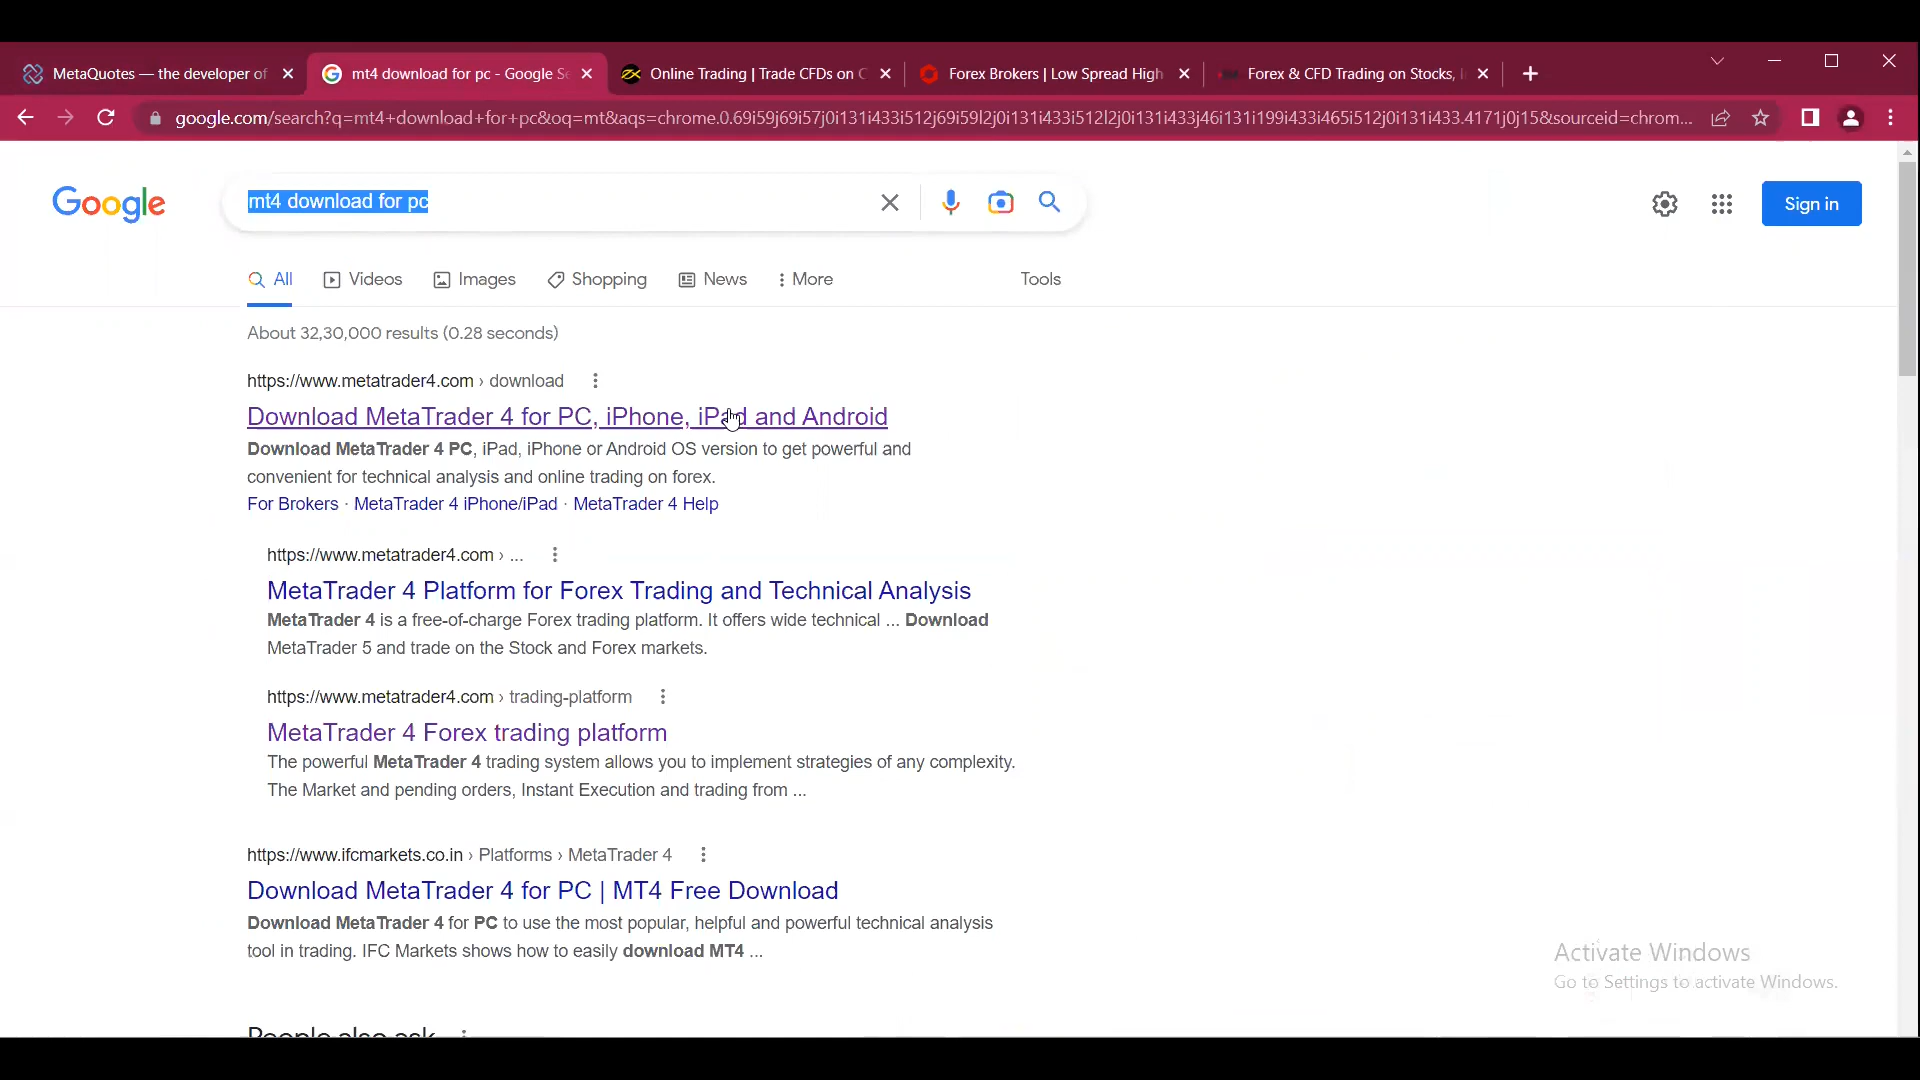 MetaQuotes — the developer of
mt4 download for pc - Google Se
Online Trading | Trade CFDs on C
Forex Brokers | Low Spread High
Forex & CFD Trading on Stocks, I
google.com/search?q=mt4+download+for+pc&oq=mt&aqs=chrome.0.69i59j69i57j0i131i433i512j69i59l2j0i131i433i512l2j0i131i433j46i131i199i433i465i512j0i131i433.4171j0j15&sourceid=chrom...
Google
mt4 download for pc
Sign in
All
Videos
Images
Shopping
News
More
Tools
About 32,30,000 results (0.28 seconds)
https://www.metatrader4.com › download
Download MetaTrader 4 for PC, iPhone, iPad and Android
Download MetaTrader 4 PC, iPad, iPhone or Android OS version to get powerful and
convenient for technical analysis and online trading on forex.
For Brokers · MetaTrader 4 iPhone/iPad · MetaTrader 4 Help
https://www.metatrader4.com › ...
MetaTrader 4 Platform for Forex Trading and Technical Analysis
MetaTrader 4 is a free-of-charge Forex trading platform. It offers wide technical ... Download
MetaTrader 5 and trade on the Stock and Forex markets.
https://www.metatrader4.com › trading-platform
MetaTrader 4 Forex trading platform
The powerful MetaTrader 4 trading system allows you to implement strategies of any complexity.
The Market and pending orders, Instant Execution and trading from ...
https://www.ifcmarkets.co.in › Platforms › MetaTrader 4
Download MetaTrader 4 for PC | MT4 Free Download
Download MetaTrader 4 for PC to use the most popular, helpful and powerful technical analysis
tool in trading. IFC Markets shows how to easily download MT4 ...
Activate Windows
Go to Settings to activate Windows.
People also ask